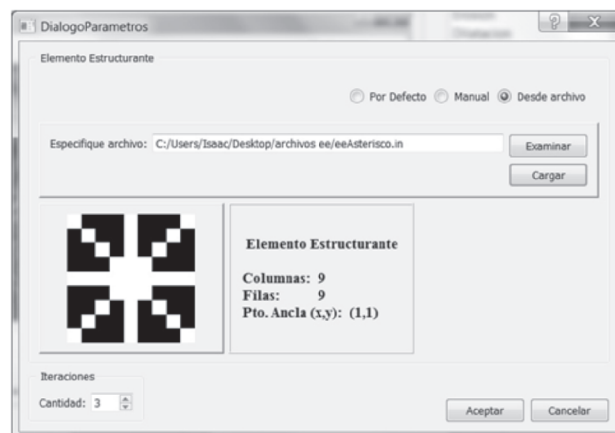 DialogoParametros
Elemento Estructurante
Por Defecto Manual Desde archivo
Especifique archivo: C:/Users/Isaac/Desktop/archivos ee/eeAsterisco.in Examinar
Cargar
Elemento Estructurante
Columnas: 9
Filas: 9
Pto. Ancla (x,y): (1,1)
Iteraciones
Cantidad: 3
Aceptar Cancelar